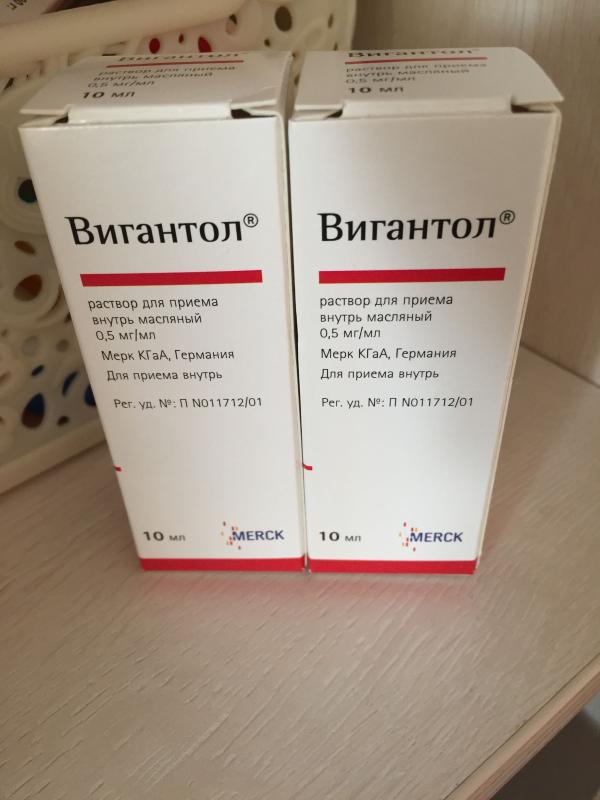 Вигантол®
раствор для приема
внутрь масляный
0,5 мг/мл
10 мл
Вигантол®
раствор для приема
внутрь масляный
0,5 мг/мл
Мерк КГаА, Германия
Для приема внутрь
Рег. уд. №: П N011712/01
10 мл
MERCK
Вигантол®
раствор для приема
внутрь масляный
0,5 мг/мл
10 мл
Вигантол®
раствор для приема
внутрь масляный
0,5 мг/мл
Мерк КГаА, Германия
Для приема внутрь
Рег. уд. №: П N011712/01
10 мл
MERCK